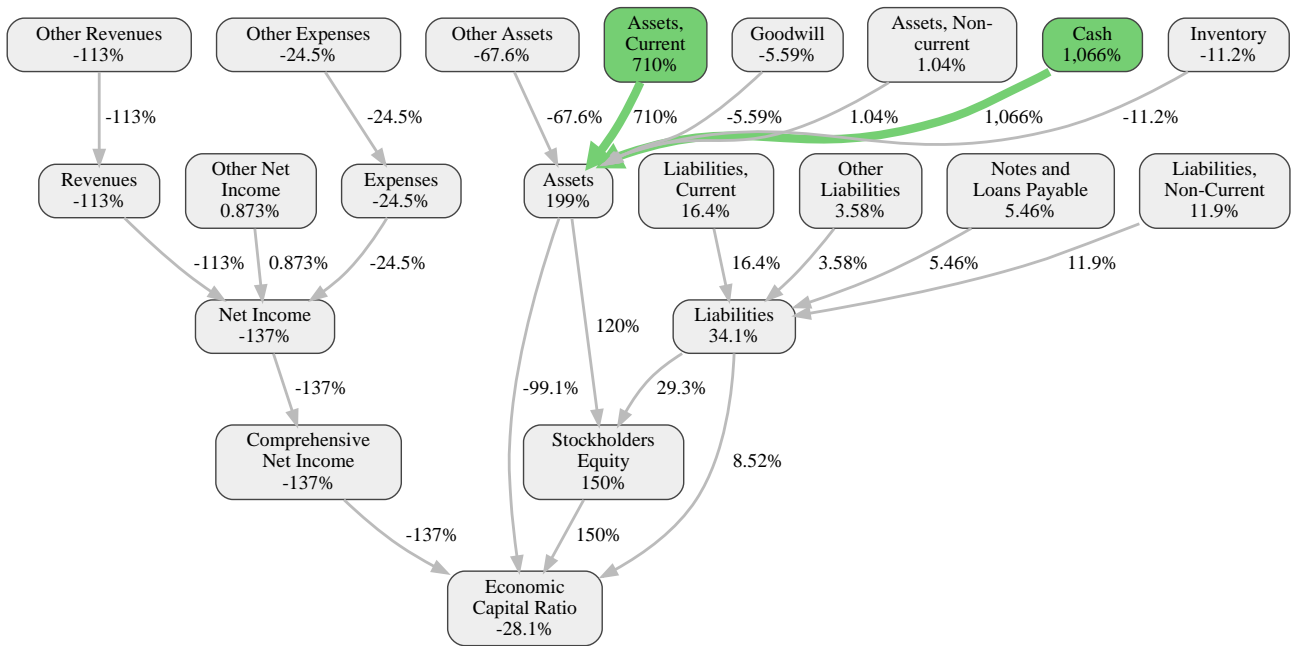 Other Revenues
-113%
Other Expenses
-24.5%
Other Assets
-67.6%
Assets,
Current
710%
Goodwill
-5.59%
Assets, Non-
current
1.04%
Cash
1,066%
Inventory
-11.2%
-113%
-24.5%
-67.6%
710%
-5.59%
1.04%
1,066%
-11.2%
Revenues
-113%
Other Net
Income
0.873%
Expenses
-24.5%
Assets
199%
Liabilities,
Current
16.4%
Other
Liabilities
3.58%
Notes and
Loans Payable
5.46%
Liabilities,
Non-Current
11.9%
-113%
0.873%
-24.5%
16.4%
3.58%
5.46%
11.9%
Net Income
-137%
120%
Liabilities
34.1%
-137%
-99.1%
29.3%
Comprehensive
Net Income
-137%
Stockholders
Equity
150%
8.52%
-137%
150%
Economic
Capital Ratio
-28.1%